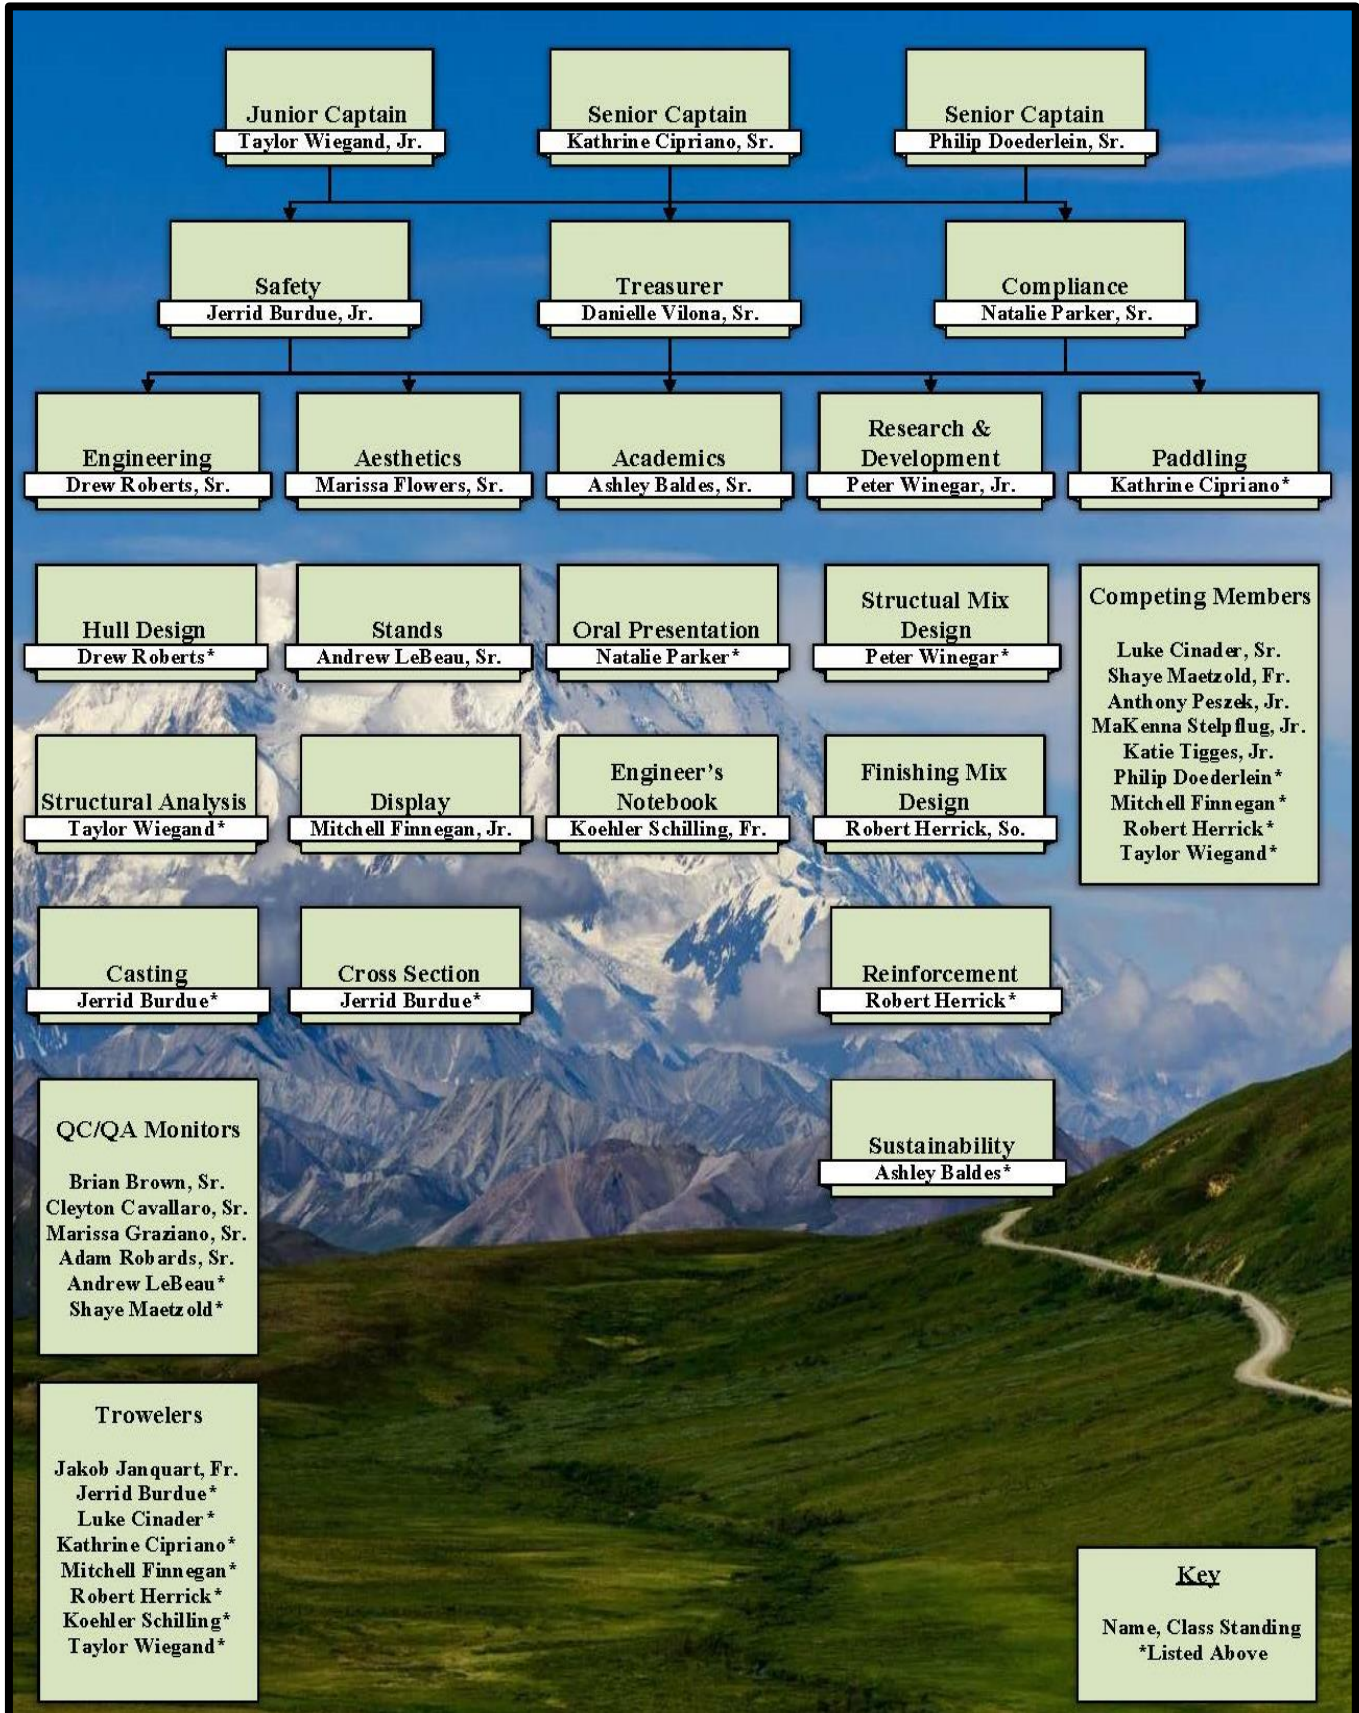 Junior Captain
Taylor Wiegand, Jr.
Senior Captain
Kathrine Cipriano, Sr.
Senior Captain
Philip Doederlein, Sr.
Safety
Jerrid Burdue, Jr.
Treasurer
Danielle Vilona, Sr.
Compliance
Natalie Parker, Sr.
Engineering
Drew Roberts, Sr.
Aesthetics
Marissa Flowers, Sr.
Academics
Ashley Baldes, Sr.
Research &
Development
Peter Winegar, Jr.
Paddling
Kathrine Cipriano*
Hull Design
Drew Roberts*
Stands
Andrew LeBeau, Sr.
Oral Presentation
Natalie Parker*
Structual Mix
Design
Peter Winegar*
Competing Members
Luke Cinader, Sr.
Shaye Maetzold, Fr.
Anthony Peszek, Jr.
MaKenna Stelpflug, Jr.
Katie Tigges, Jr.
Philip Doederlein*
Mitchell Finnegan*
Robert Herrick*
Taylor Wiegand*
Structural Analysis
Taylor Wiegand*
Display
Mitchell Finnegan, Jr.
Engineer's
Notebook
Koehler Schilling, Fr.
Finishing Mix
Design
Robert Herrick, So.
Casting
Jerrid Burdue*
Cross Section
Jerrid Burdue*
Reinforcement
Robert Herrick*
QC/QA Monitors
Brian Brown, Sr.
Cleyton Cavallaro, Sr.
Marissa Graziano, Sr.
Adam Robards, Sr.
Andrew LeBeau*
Shaye Maetzold*
Sustainability
Ashley Baldes*
Trowelers
Jakob Janquart, Fr.
Jerrid Burdue*
Luke Cinader*
Kathrine Cipriano*
Mitchell Finnegan*
Robert Herrick*
Koehler Schilling*
Taylor Wiegand*
Key
Name, Class Standing
*Listed Above